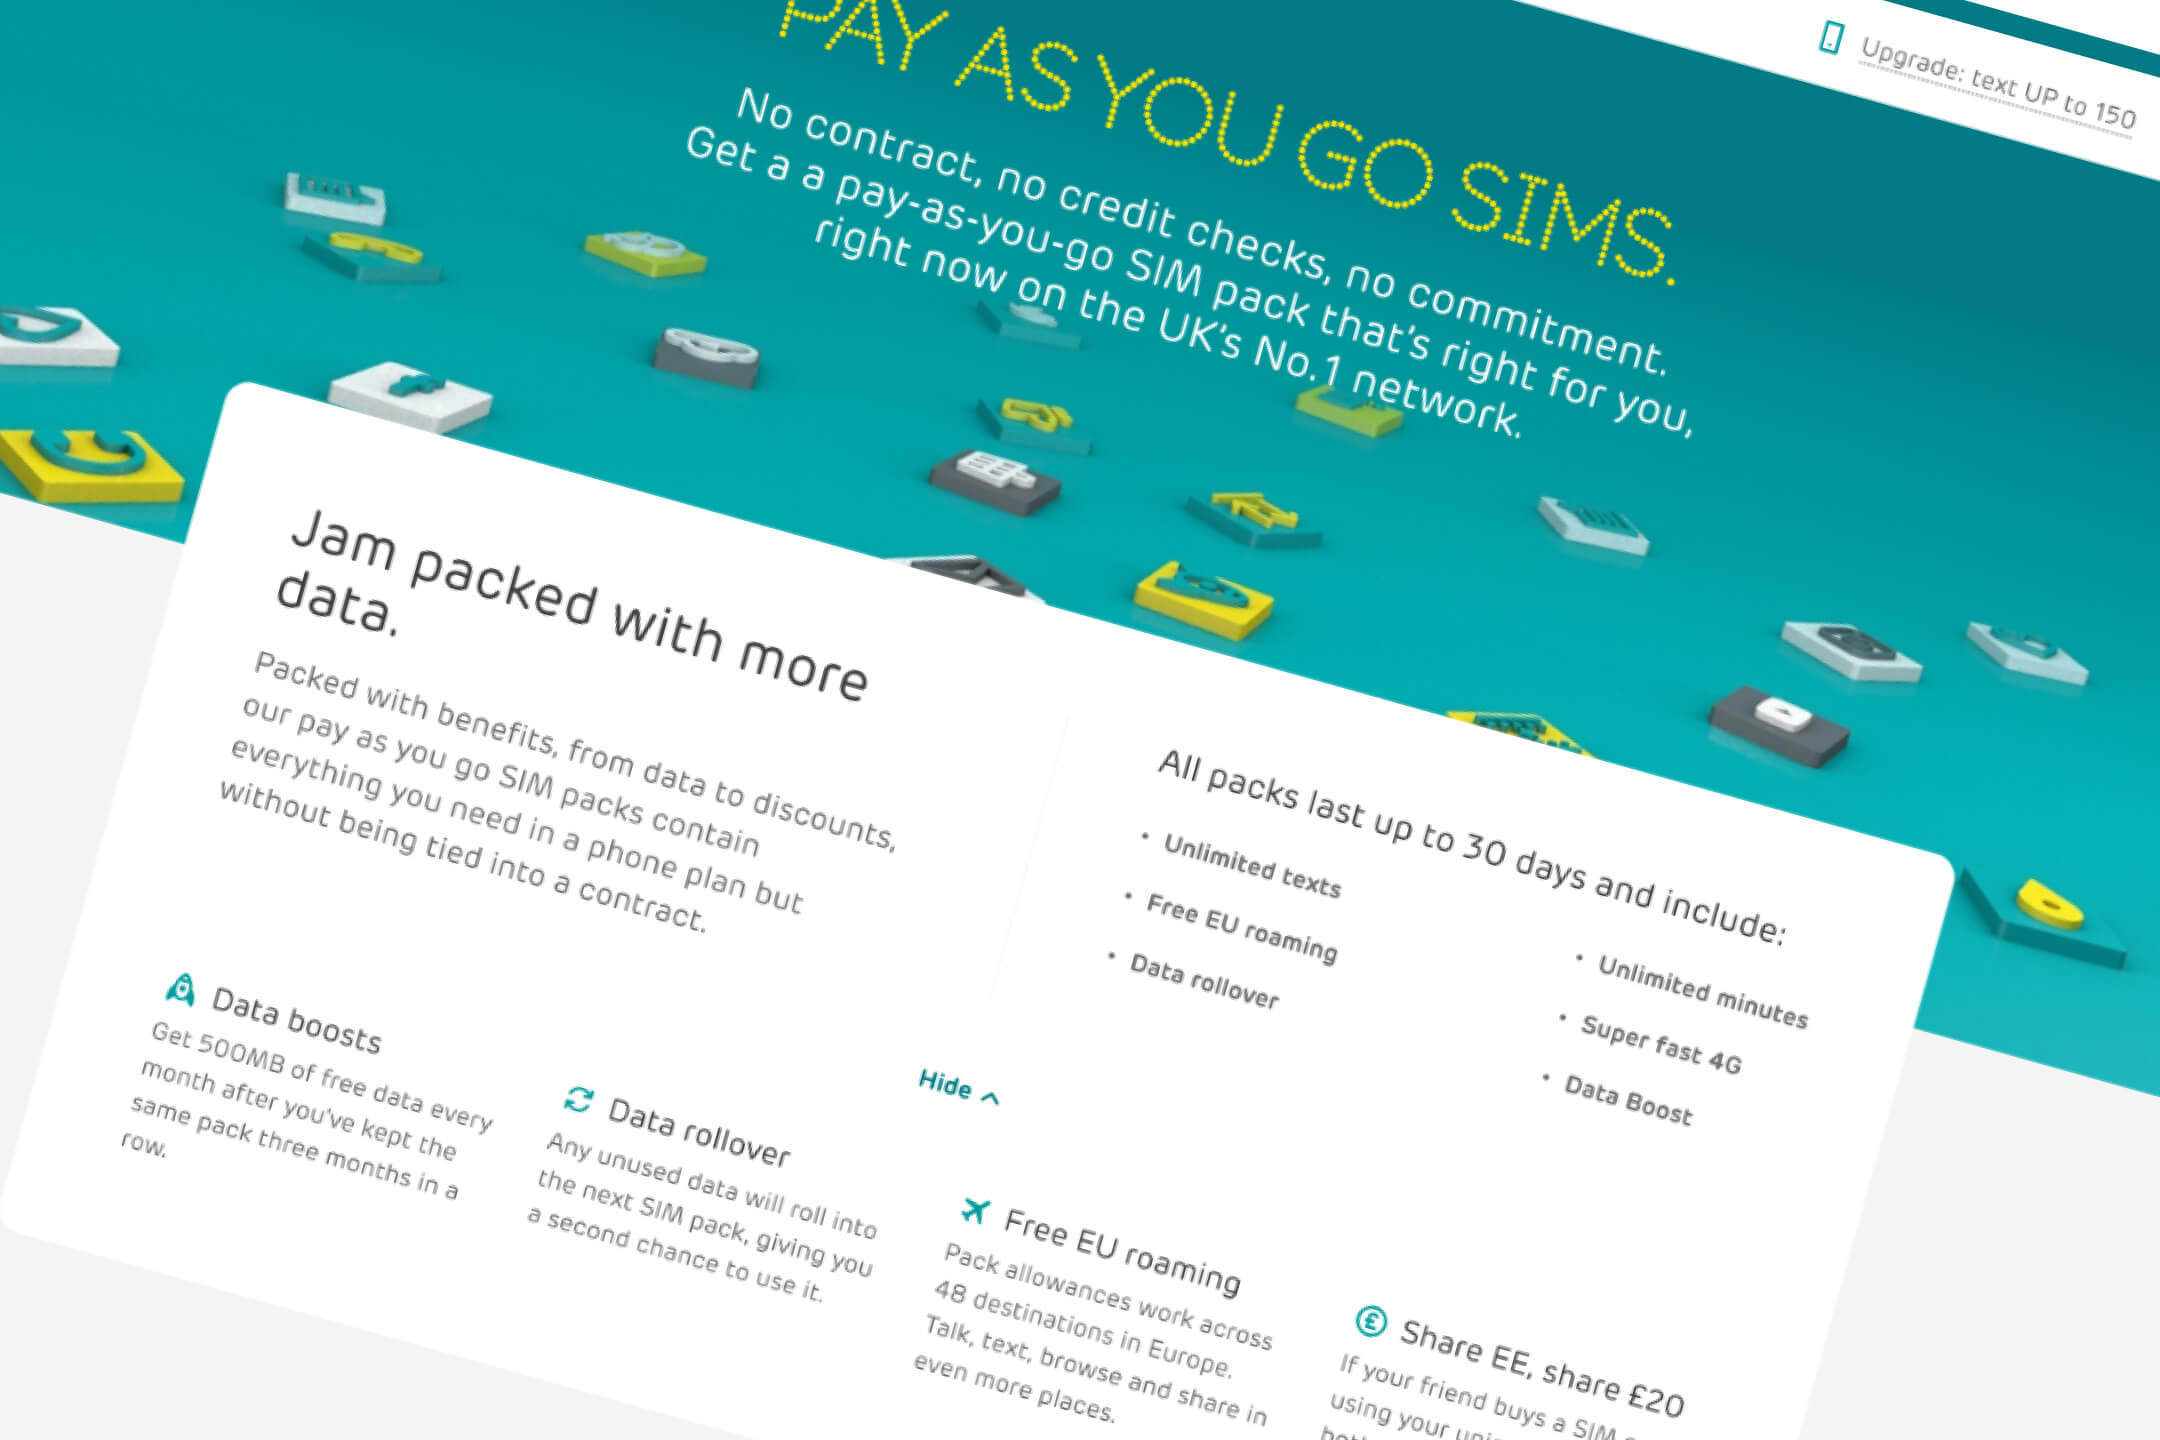 Upgrade: text UP to 150
PAY AS YOU GO SIMS.
No contract, no credit checks, no commitment.
Get a a pay-as-you-go SIM pack that's right for you,
right now on the UK's No.1 network.
Jam packed with more
data.
Packed with benefits, from data to discounts,
our pay as you go SIM packs contain
everything you need in a phone plan but
without being tied into a contract.
All packs last up to 30 days and include:
• Unlimited texts
• Free EU roaming
• Data rollover
• Unlimited minutes
• Super fast 4G
• Data Boost
Hide
Data boosts
Get 500MB of free data every
month after you've kept the
same pack three months in a
row.
Data rollover
Any unused data will roll into
the next SIM pack, giving you
a second chance to use it.
Free EU roaming
Pack allowances work across
48 destinations in Europe.
Talk, text, browse and share in
even more places.
Share EE, share £20
If your friend buys a SIM
using your